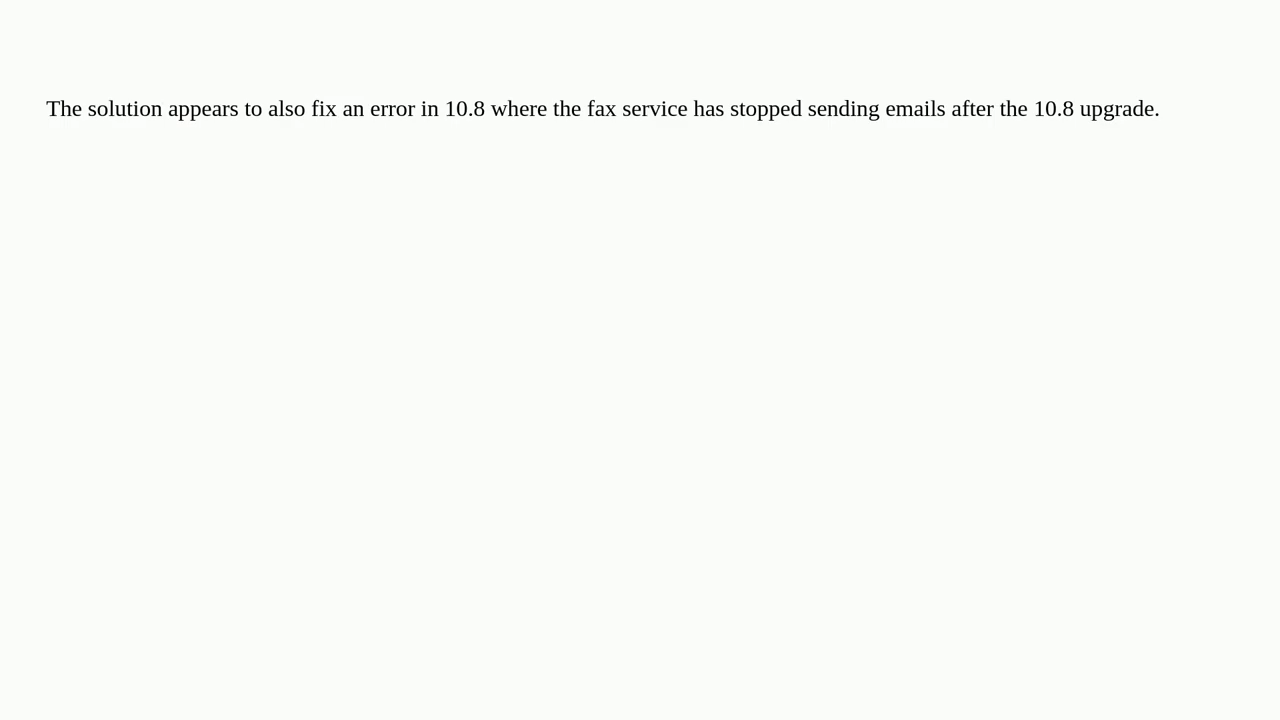 The solution appears to also fix an error in 10.8 where the fax service has stopped sending emails after the 10.8 upgrade.